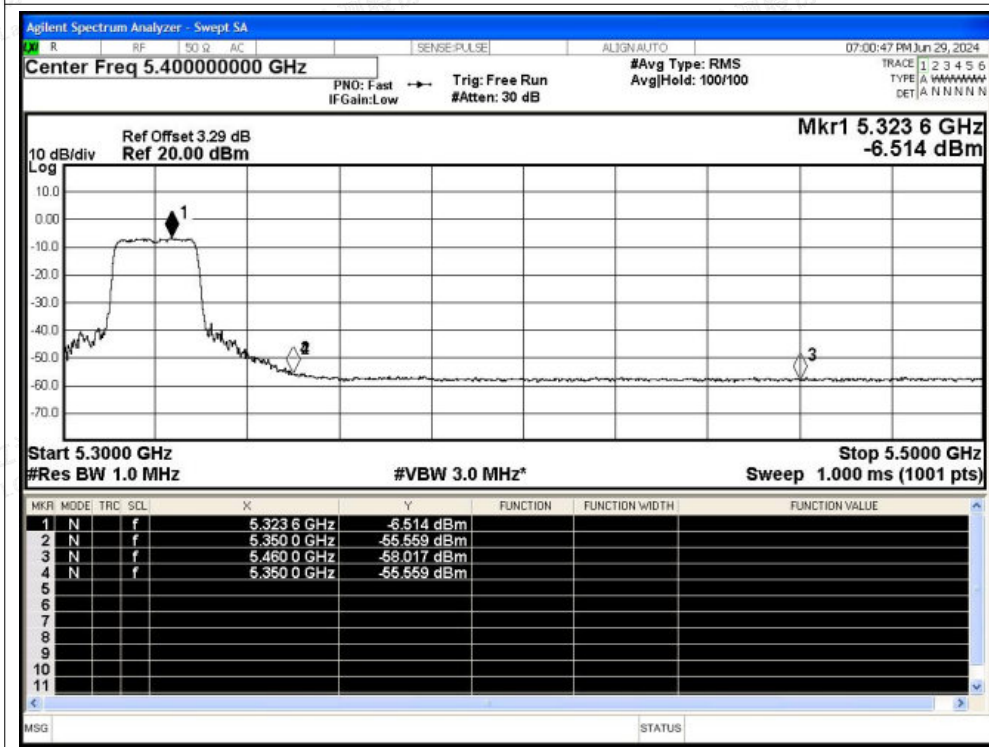 Agilent Spectrum Analyzer - Swept SA
LXI R RF 50 Ω AC SENSE:PULSE ALIGN AUTO 07:00:47 PM Jun 29, 2024
Center Freq 5.400000000 GHz
PNO: Fast
IFGain:Low
Trig: Free Run
#Atten: 30 dB
#Avg Type: RMS
Avg|Hold: 100/100
TRACE 1 2 3 4 5 6
TYPE A WWWWW
DET A N N N N N
Mkr1 5.323 6 GHz
-6.514 dBm
Ref Offset 3.29 dB
10 dB/div Ref 20.00 dBm
Log
10.0
0.00
-10.0
-20.0
-30.0
-40.0
-50.0
-60.0
-70.0
1
3
Start 5.3000 GHz Stop 5.5000 GHz
#Res BW 1.0 MHz #VBW 3.0 MHz* Sweep 1.000 ms (1001 pts)
MKR MODE TRC SCL X Y FUNCTION FUNCTION WIDTH FUNCTION VALUE
1 N f 5.323 6 GHz -6.514 dBm
2 N f 5.350 0 GHz -55.559 dBm
3 N f 5.460 0 GHz -58.017 dBm
4 N f 5.350 0 GHz -55.559 dBm
5
6
7
8
9
10
11
MSG STATUS